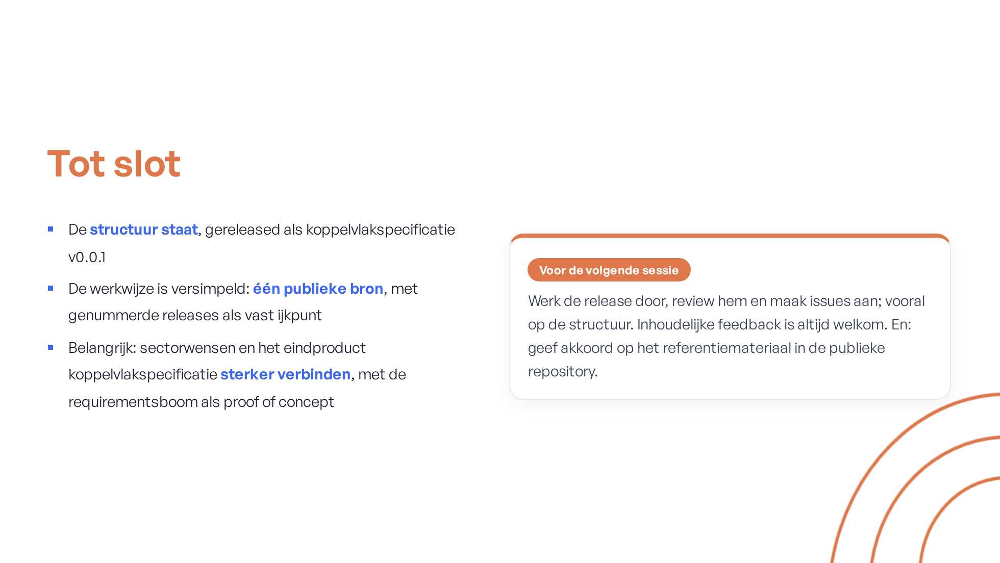 Tot slot
De structuur staat, gereleased als koppelvlakspecificatie
v0.0.1
De werkwijze is versimpeld: één publieke bron, met
genummerde releases als vast ijkpunt
Belangrijk: sectorwensen en het eindproduct
koppelvlakspecificatie sterker verbinden, met de
requirementsboom als proof of concept
Voor de volgende sessie
Werk de release door, review hem en maak issues aan; vooral
op de structuur. Inhoudelijke feedback is altijd welkom. En:
geef akkoord op het referentiemateriaal in de publieke
repository.